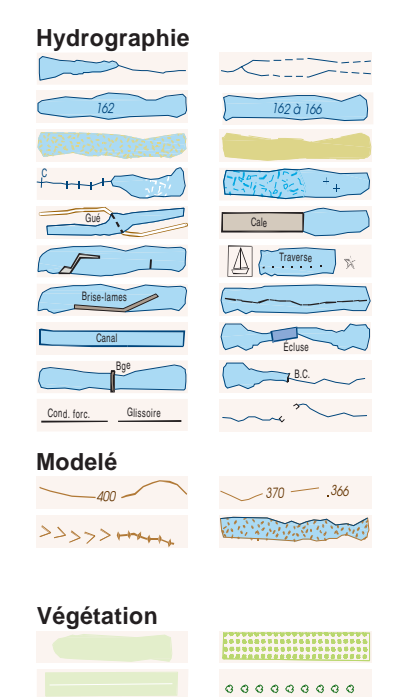 Hydrographie
162
162 à 166
C
Gué
Cale
Traverse
Brise-lames
Canal
Écluse
Bge
B.C.
Cond. forc.
Glissoire
Modelé
400
370
.366
Végétation